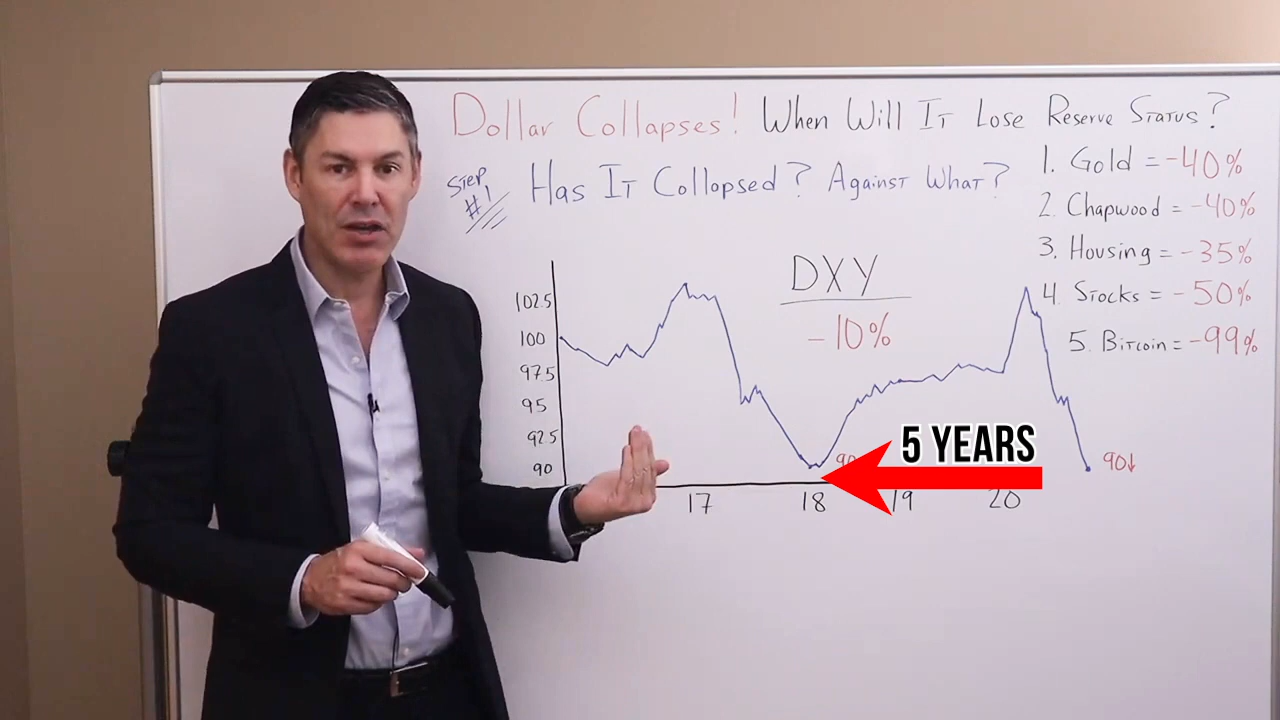 Dollar Collapses! When Will It Lose Reserve Status?
Step #1
Has It Collapsed? Against What?
1. Gold = -40%
2. Chapwood = -40%
3. Housing = -35%
4. Stocks = -50%
5. Bitcoin = -99%
DXY
-10%
102.5
100
97.5
95
92.5
90
90
5 YEARS
90↓
17 18 19 20